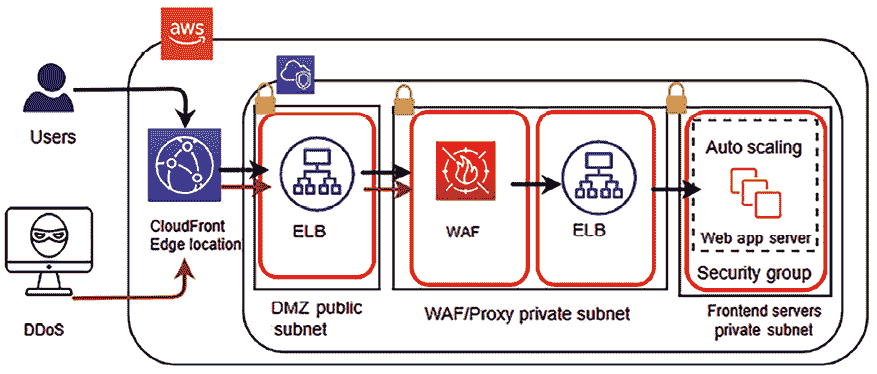 aws
Users
CloudFront
Edge location
DDoS
ELB
DMZ public
subnet
WAF
ELB
WAF/Proxy private subnet
Auto scaling
Web app server
Security group
Frontend servers
private subnet